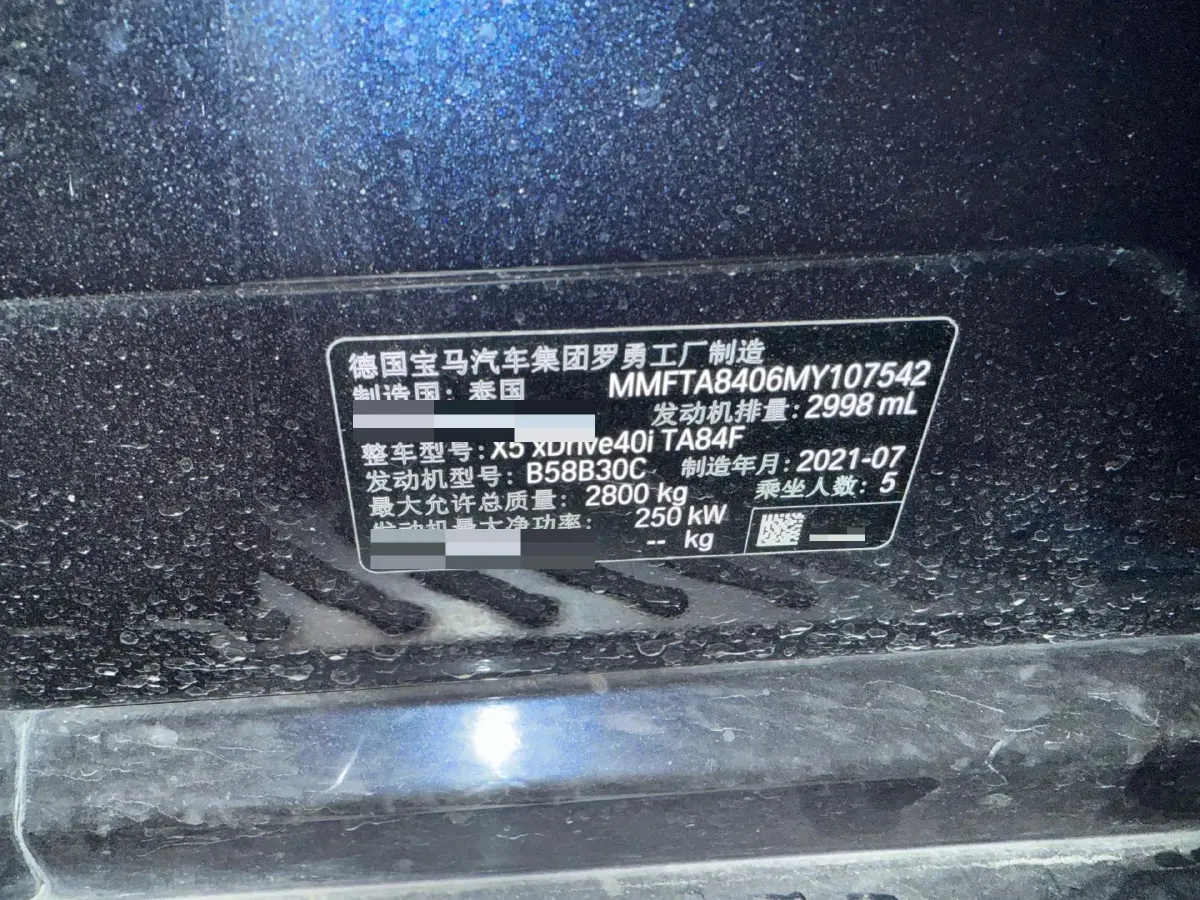 德国宝马汽车集团罗勇工厂制造
制造国：泰国 MMFTA8406MY107542
发动机排量：2998 mL
整车型号：X5 xDrive40i TA84F
发动机型号：B58B30C 制造年月：2021-07
最大允许总质量：2800 kg 乘坐人数：5
发动机最大净功率： 250 kW
-- kg